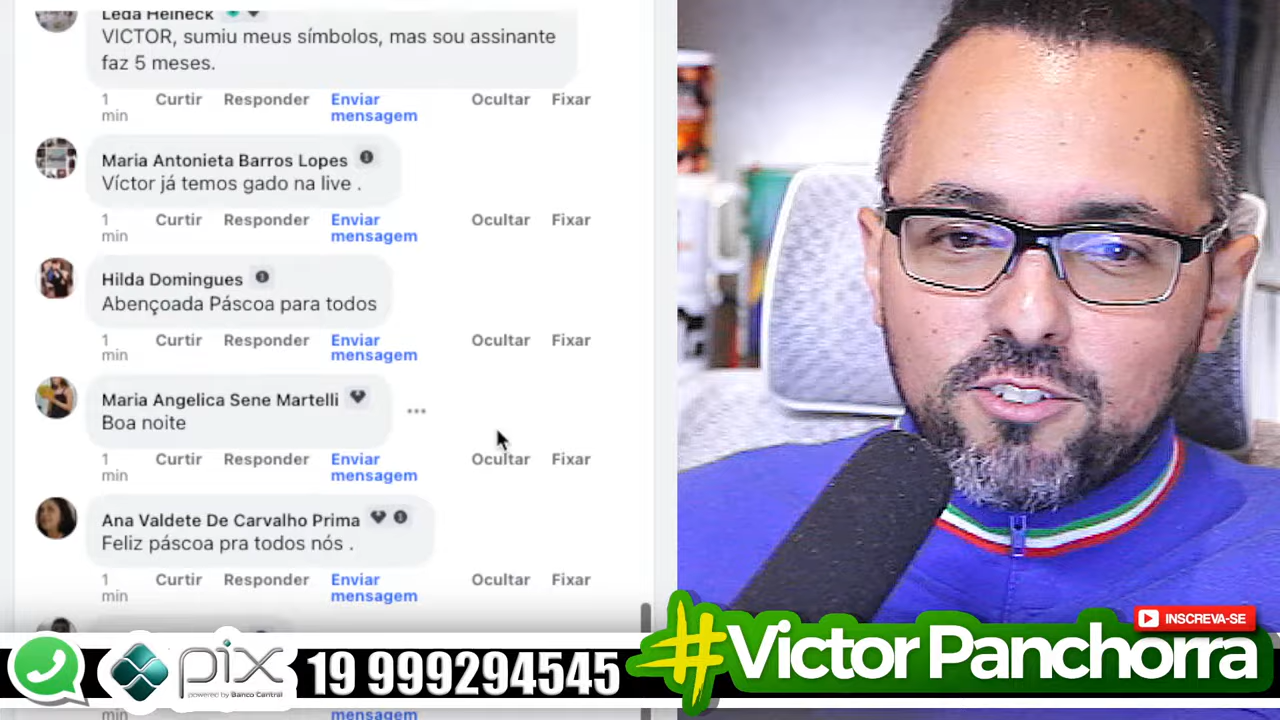 Leda Heineck
VICTOR, sumiu meus símbolos, mas sou assinante
faz 5 meses.
1 min Curtir Responder Enviar mensagem Ocultar Fixar
Maria Antonieta Barros Lopes
Víctor já temos gado na live .
1 min Curtir Responder Enviar mensagem Ocultar Fixar
Hilda Domingues
Abençoada Páscoa para todos
1 min Curtir Responder Enviar mensagem Ocultar Fixar
Maria Angelica Sene Martelli
Boa noite
1 min Curtir Responder Enviar mensagem Ocultar Fixar
Ana Valdete De Carvalho Prima
Feliz páscoa pra todos nós .
1 min Curtir Responder Enviar mensagem Ocultar Fixar
INSCREVA-SE
pix
powered by Banco Central
19 999294545
#Victor Panchorra
min mensagem